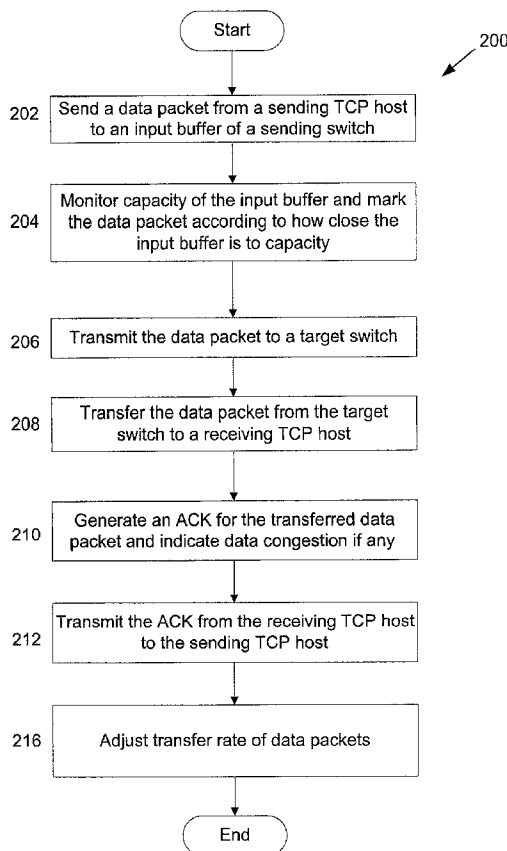 Start
200
202
Send a data packet from a sending TCP host
to an input buffer of a sending switch
204
Monitor capacity of the input buffer and mark
the data packet according to how close the
input buffer is to capacity
206
Transmit the data packet to a target switch
208
Transfer the data packet from the target
switch to a receiving TCP host
210
Generate an ACK for the transferred data
packet and indicate data congestion if any
212
Transmit the ACK from the receiving TCP host
to the sending TCP host
216
Adjust transfer rate of data packets
End